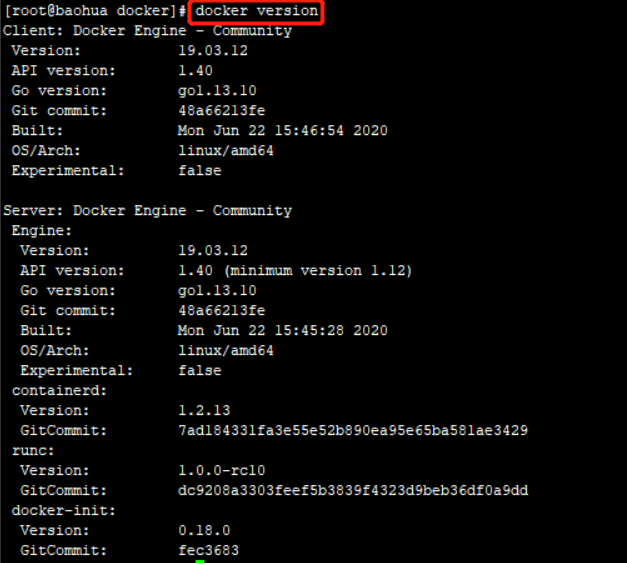 [root@baohua docker]# docker version
Client: Docker Engine - Community
 Version:           19.03.12
 API version:       1.40
 Go version:        go1.13.10
 Git commit:        48a66213fe
 Built:             Mon Jun 22 15:46:54 2020
 OS/Arch:           linux/amd64
 Experimental:      false

Server: Docker Engine - Community
 Engine:
  Version:          19.03.12
  API version:      1.40 (minimum version 1.12)
  Go version:       go1.13.10
  Git commit:       48a66213fe
  Built:            Mon Jun 22 15:45:28 2020
  OS/Arch:          linux/amd64
  Experimental:     false
 containerd:
  Version:          1.2.13
  GitCommit:        7ad184331fa3e55e52b890ea95e65ba581ae3429
 runc:
  Version:          1.0.0-rc10
  GitCommit:        dc9208a3303feef5b3839f4323d9beb36df0a9dd
 docker-init:
  Version:          0.18.0
  GitCommit:        fec3683